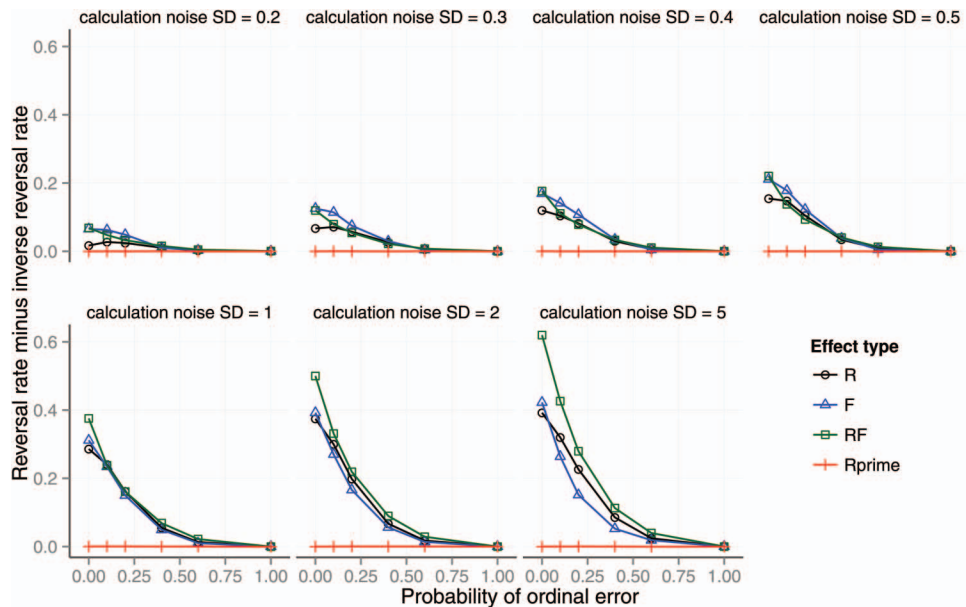 calculation noise SD = 0.2
calculation noise SD = 0.3
calculation noise SD = 0.4
calculation noise SD = 0.5
0.6
0.4
0.2
0.0
Reversal rate minus inverse reversal rate
calculation noise SD = 1
calculation noise SD = 2
calculation noise SD = 5
0.6
0.4
0.2
0.0
Effect type
R
F
RF
Rprime
0.00 0.25 0.50 0.75 1.00
0.00 0.25 0.50 0.75 1.00
0.00 0.25 0.50 0.75 1.00
Probability of ordinal error